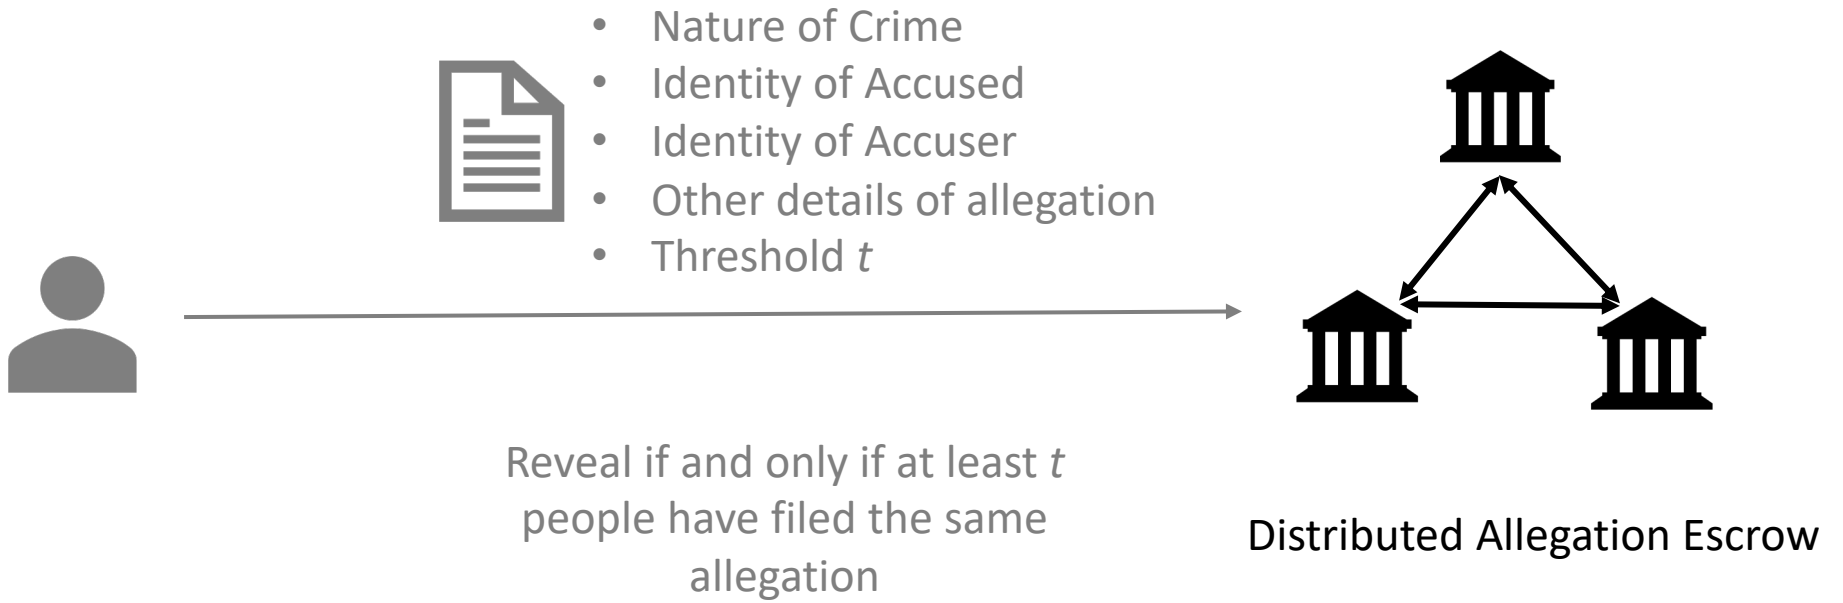 • Nature of Crime
• Identity of Accused
• Identity of Accuser
• Other details of allegation
• Threshold t
Reveal if and only if at least t
people have filed the same
allegation
Distributed Allegation Escrow